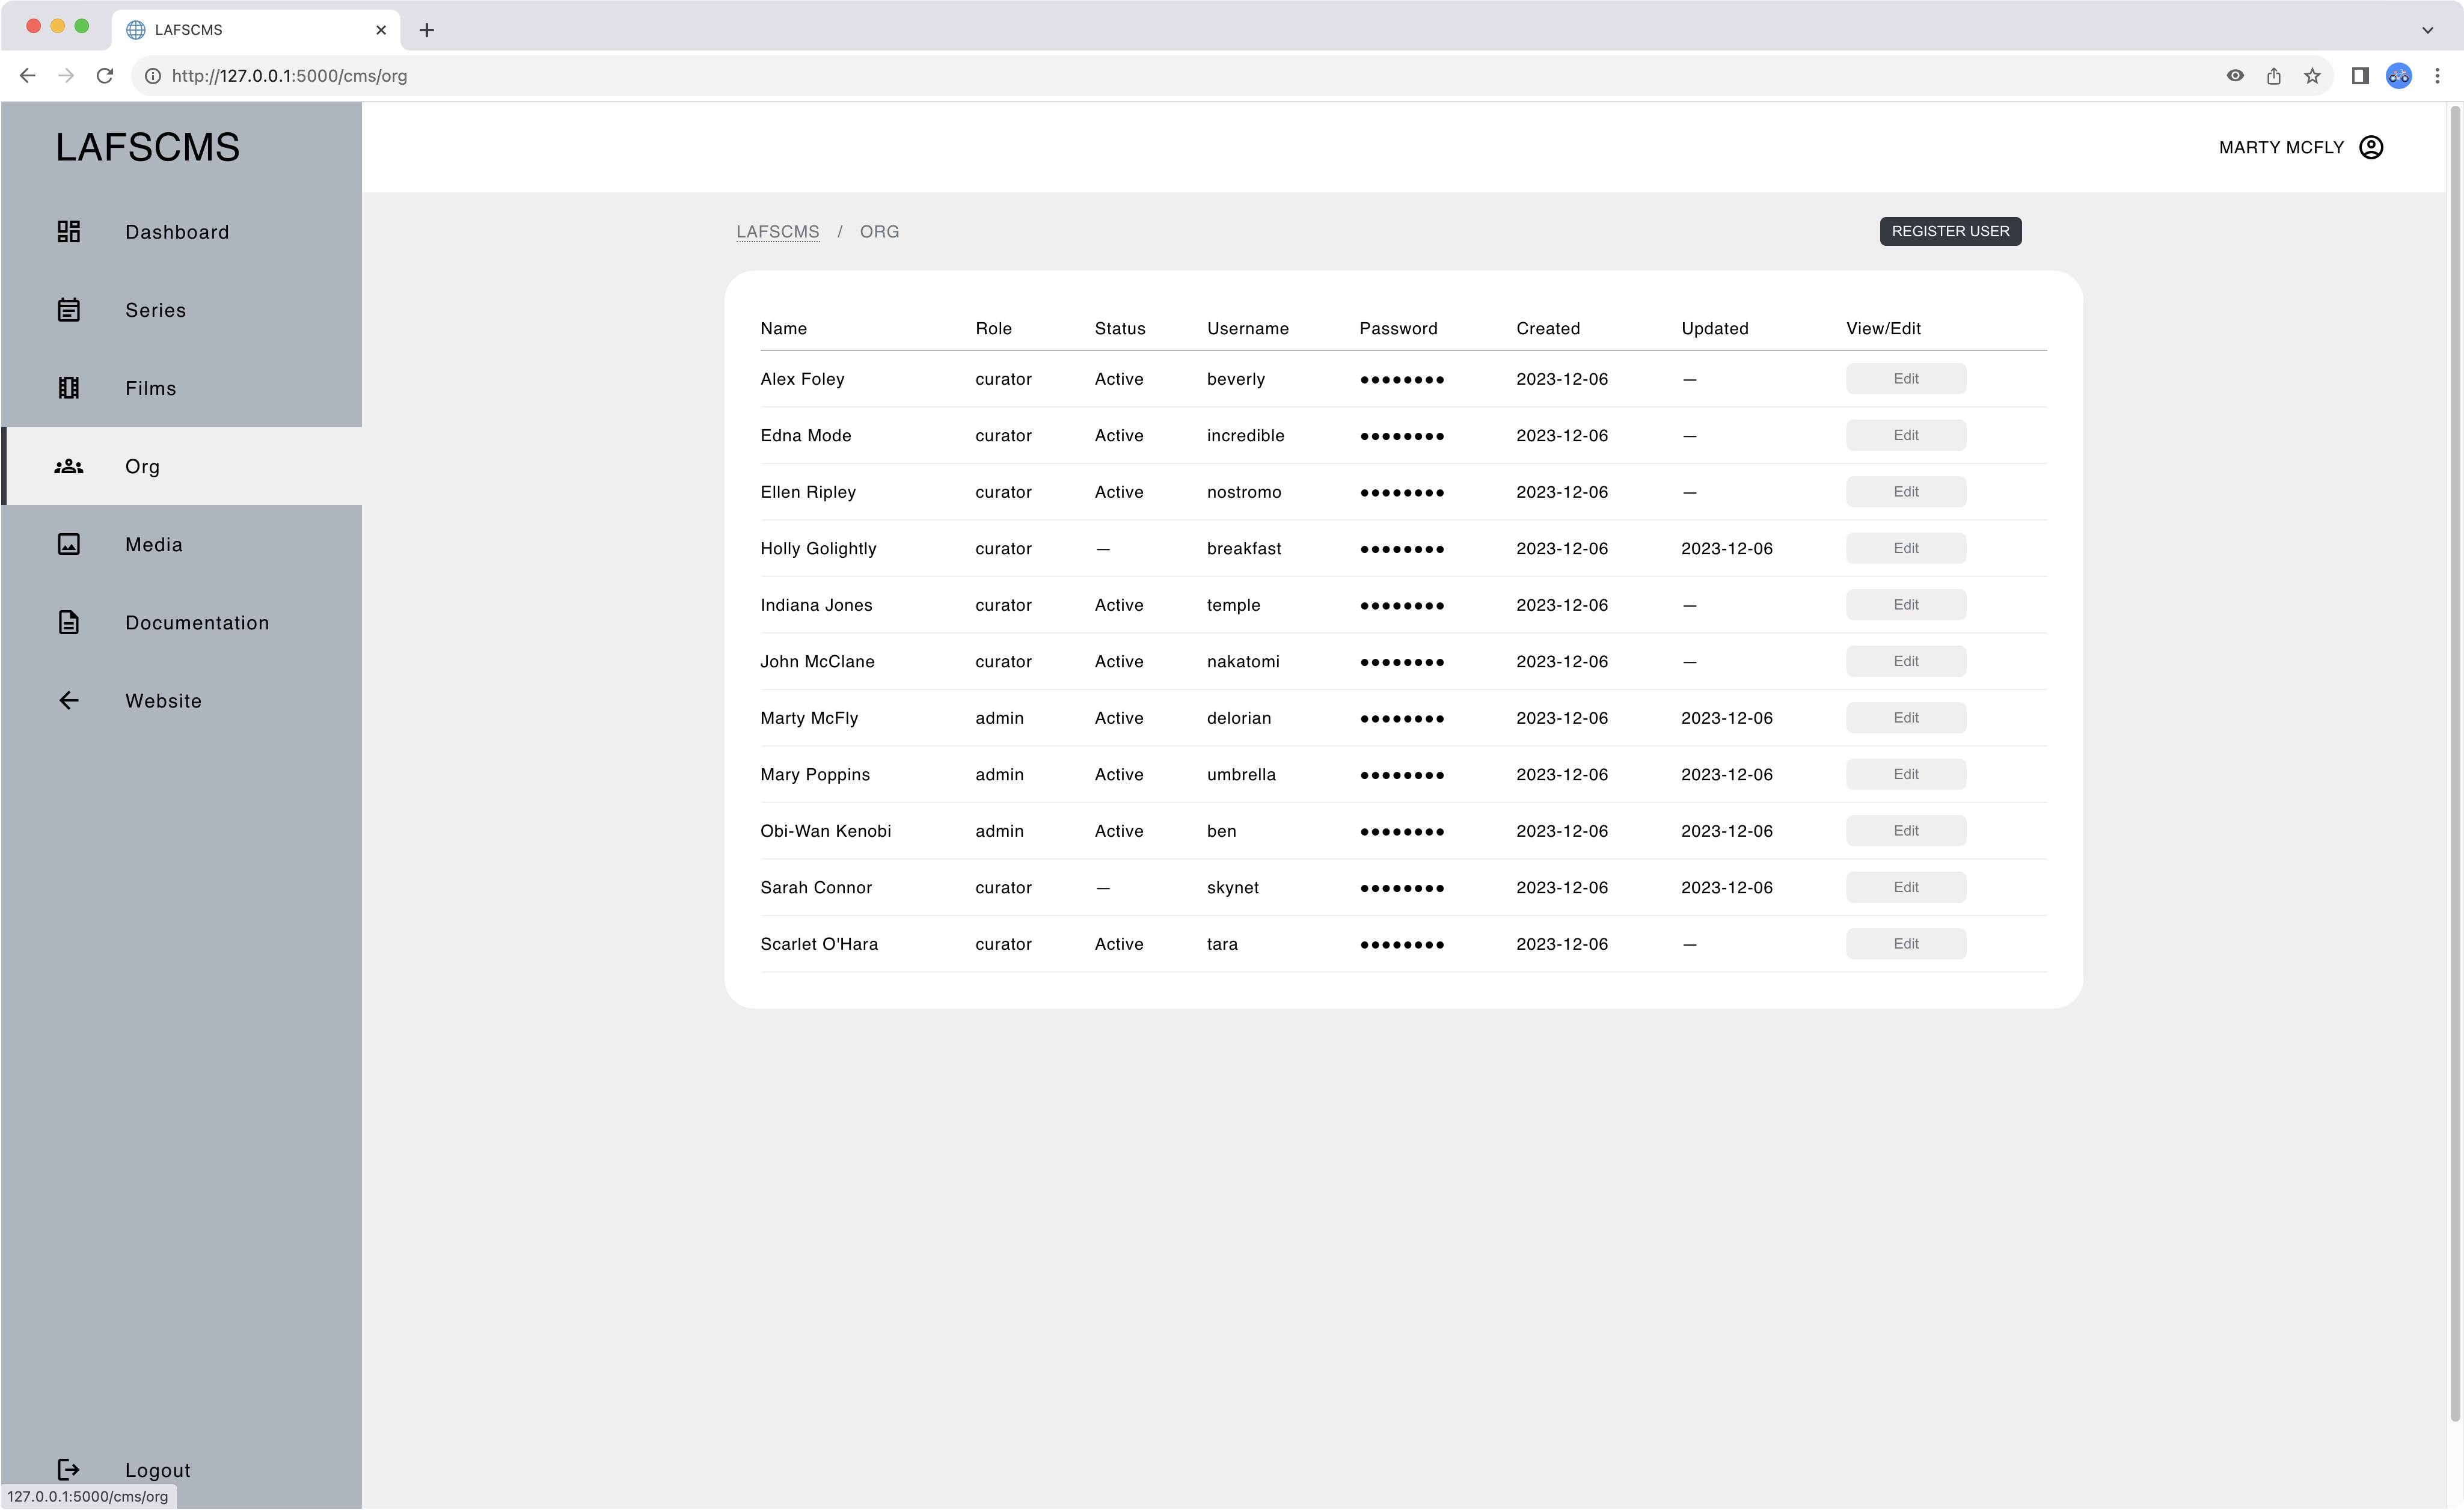 LAFSCMS
http://127.0.0.1:5000/cms/org
LAFSCMS
MARTY MCFLY
Dashboard
Series
Films
Org
Media
Documentation
Website
Logout
LAFSCMS / ORG
REGISTER USER
Name Role Status Username Password Created Updated View/Edit
Alex Foley curator Active beverly ●●●●●●●● 2023-12-06 — Edit
Edna Mode curator Active incredible ●●●●●●●● 2023-12-06 — Edit
Ellen Ripley curator Active nostromo ●●●●●●●● 2023-12-06 — Edit
Holly Golightly curator — breakfast ●●●●●●●● 2023-12-06 2023-12-06 Edit
Indiana Jones curator Active temple ●●●●●●●● 2023-12-06 — Edit
John McClane curator Active nakatomi ●●●●●●●● 2023-12-06 — Edit
Marty McFly admin Active delorian ●●●●●●●● 2023-12-06 2023-12-06 Edit
Mary Poppins admin Active umbrella ●●●●●●●● 2023-12-06 2023-12-06 Edit
Obi-Wan Kenobi admin Active ben ●●●●●●●● 2023-12-06 2023-12-06 Edit
Sarah Connor curator — skynet ●●●●●●●● 2023-12-06 2023-12-06 Edit
Scarlet O'Hara curator Active tara ●●●●●●●● 2023-12-06 — Edit
127.0.0.1:5000/cms/org